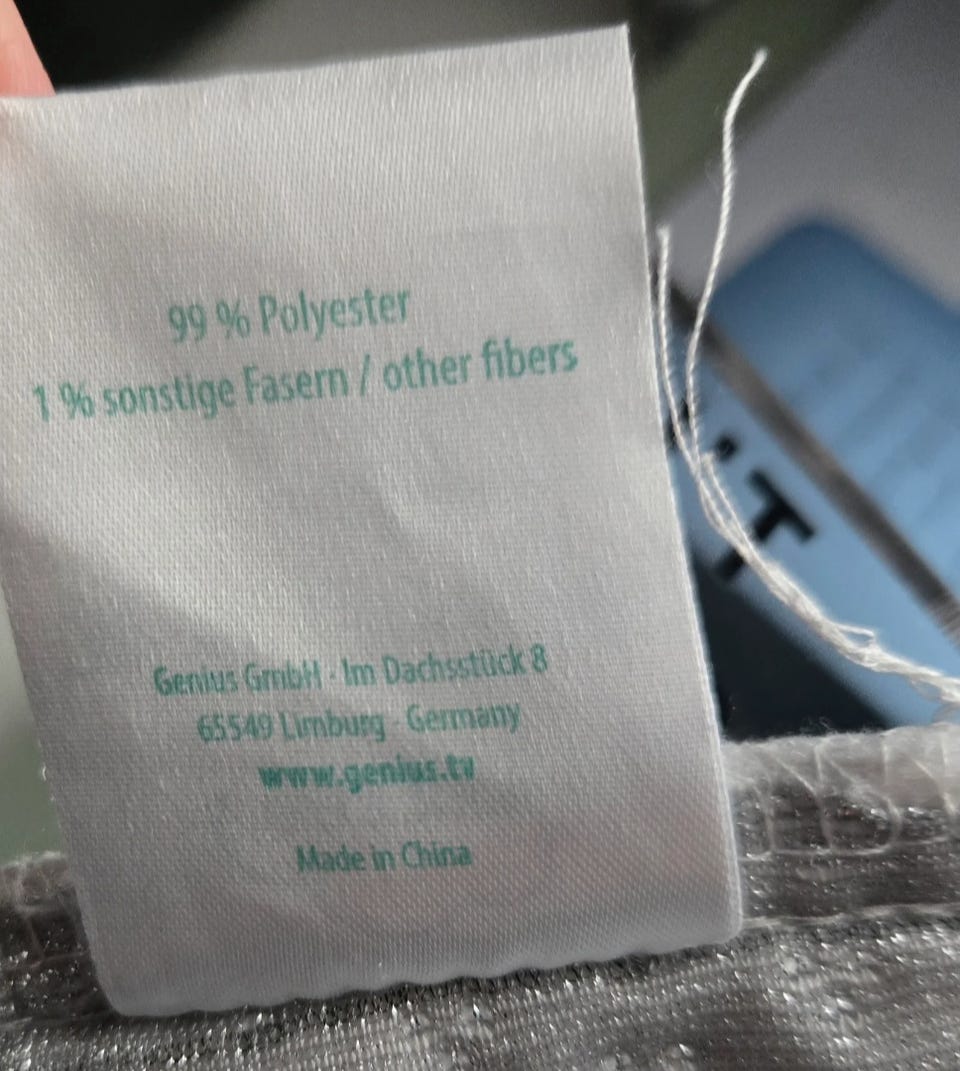 99 % Polyester
1 % sonstige Fasern / other fibers
Genius GmbH · Im Dachsstück 8
65549 Limburg · Germany
www.genius.tv
Made in China
'T